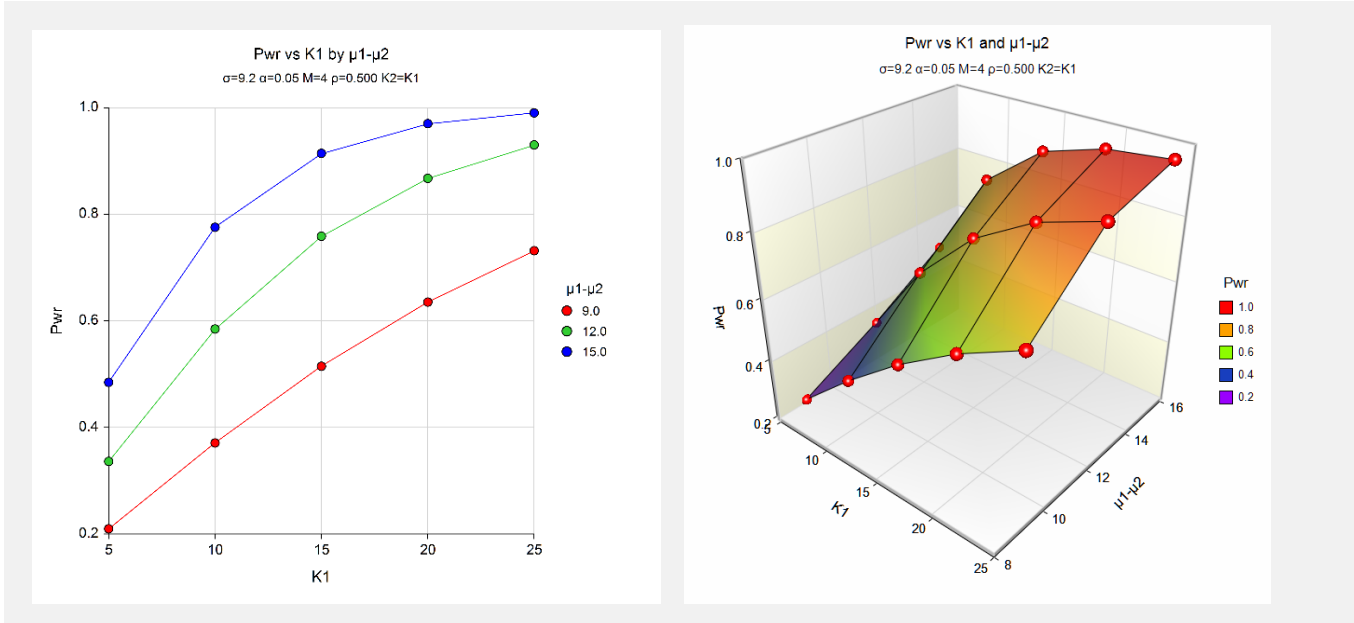 Pwr vs K1 by µ1-µ2
σ=9.2 α=0.05 M=4 ρ=0.500 K2=K1
1.0
0.8
0.6
0.4
0.2
Pwr
5 10 15 20 25
K1
µ1-µ2
9.0
12.0
15.0
Pwr vs K1 and µ1-µ2
σ=9.2 α=0.05 M=4 ρ=0.500 K2=K1
1.0
0.8
0.6
0.4
0.2
Pwr
5
10
15
20
25
K1
8
10
12
14
16
µ1-µ2
Pwr
1.0
0.8
0.6
0.4
0.2